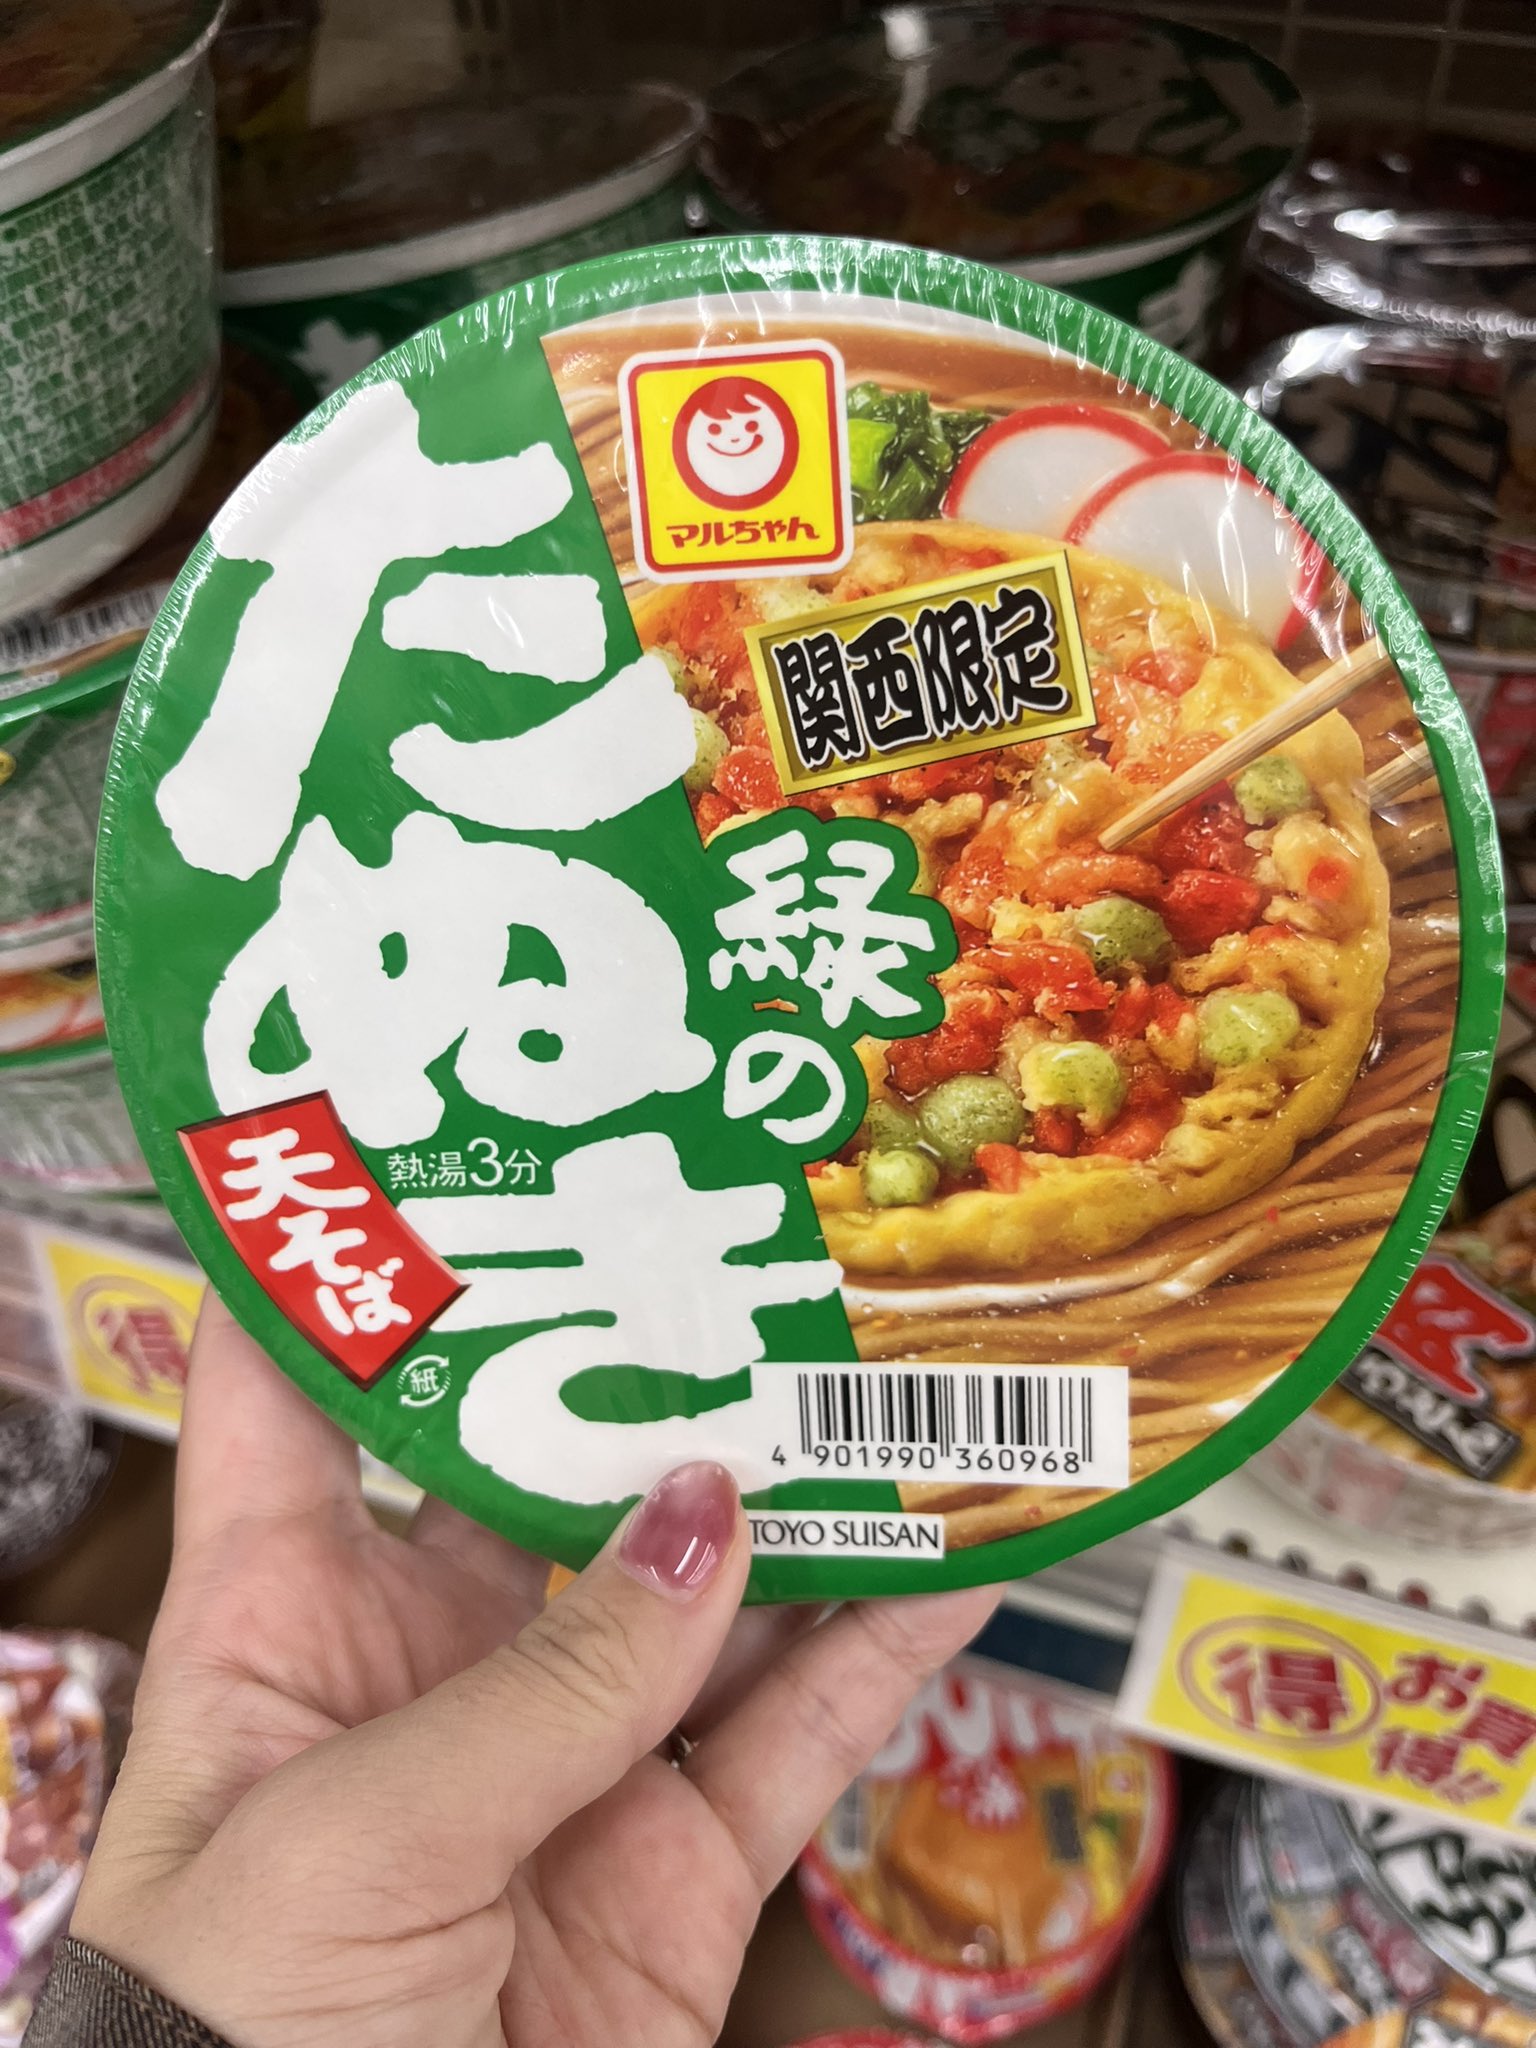 マルちゃん
関西限定
緑の
たぬき
天そば
熱湯3分
紙
4 901990 360968
TOYO SUISAN
得
得
お買
得!!